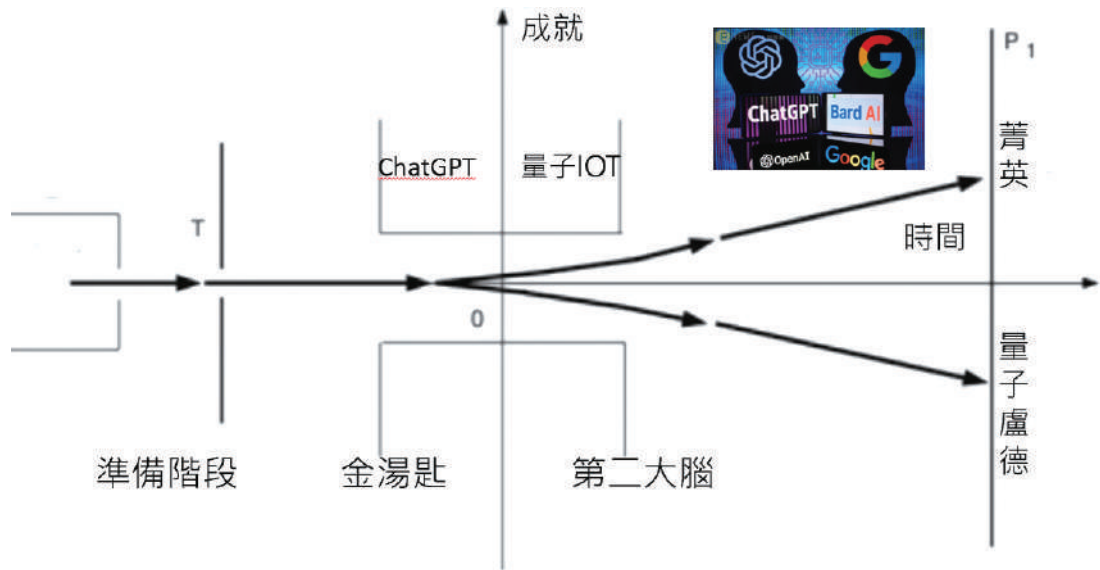 成就
P 1
ChatGPT
Bard AI
OpenAI
Google
菁英
ChatGPT
量子IOT
T
時間
0
量子盧德
準備階段
金湯匙
第二大腦